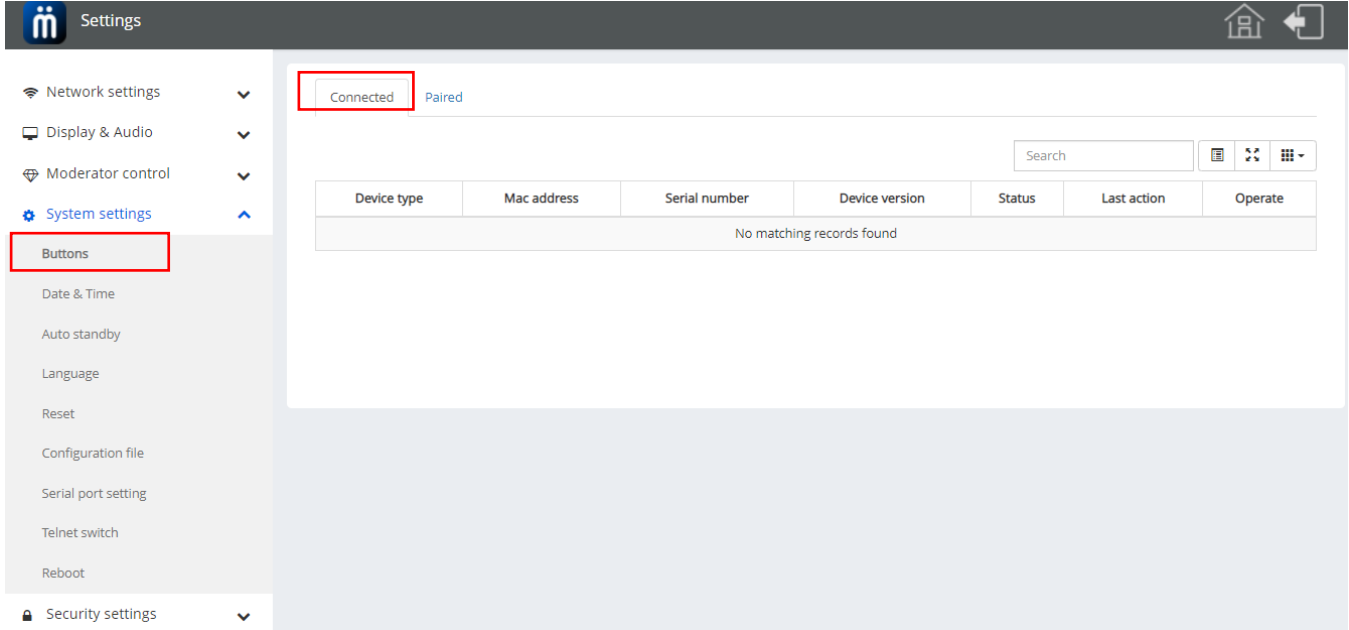 Settings
Network settings
Display & Audio
Moderator control
System settings
Buttons
Date & Time
Auto standby
Language
Reset
Configuration file
Serial port setting
Telnet switch
Reboot
Security settings
Connected Paired
Search
Device type Mac address Serial number Device version Status Last action Operate
No matching records found